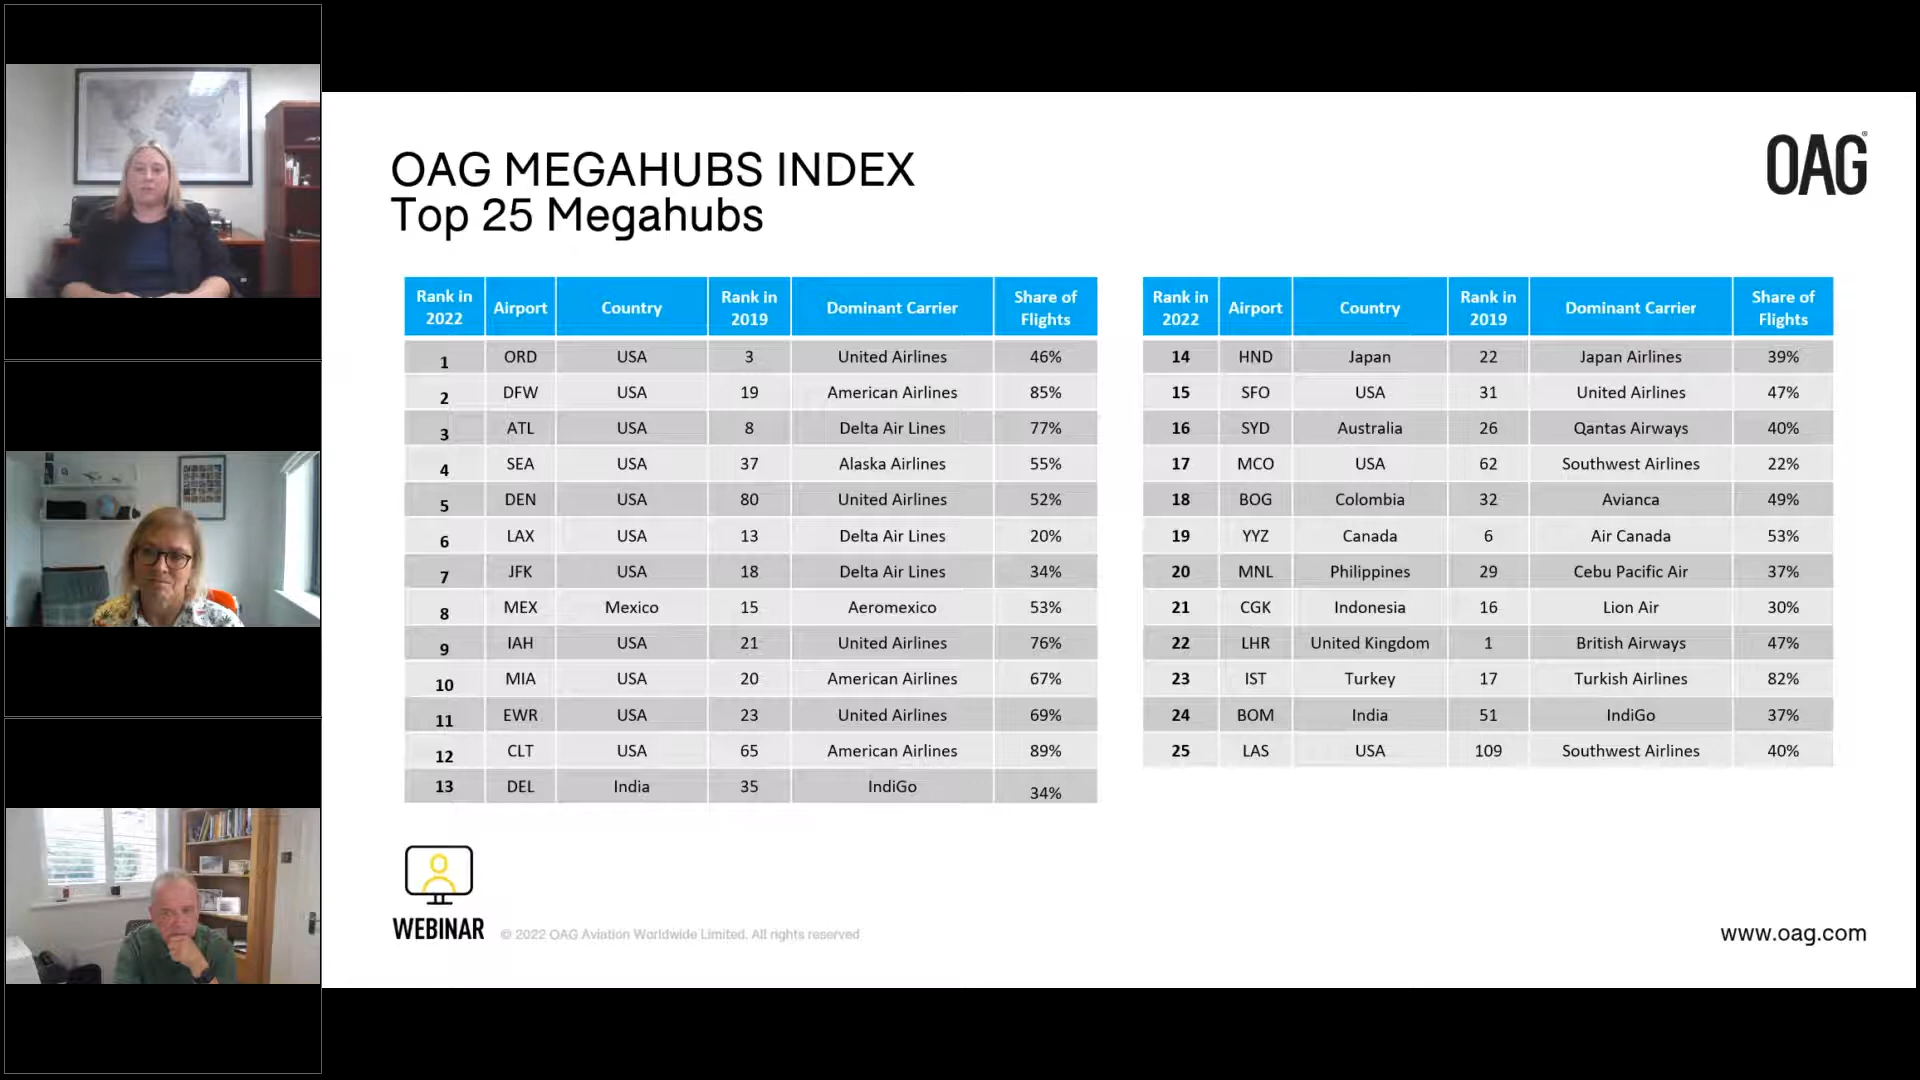 OAG MEGAHUBS INDEX
Top 25 Megahubs
OAG
Rank in 2022 Airport Country Rank in 2019 Dominant Carrier Share of Flights
1 ORD USA 3 United Airlines 46%
2 DFW USA 19 American Airlines 85%
3 ATL USA 8 Delta Air Lines 77%
4 SEA USA 37 Alaska Airlines 55%
5 DEN USA 80 United Airlines 52%
6 LAX USA 13 Delta Air Lines 20%
7 JFK USA 18 Delta Air Lines 34%
8 MEX Mexico 15 Aeromexico 53%
9 IAH USA 21 United Airlines 76%
10 MIA USA 20 American Airlines 67%
11 EWR USA 23 United Airlines 69%
12 CLT USA 65 American Airlines 89%
13 DEL India 35 IndiGo 34%
Rank in 2022 Airport Country Rank in 2019 Dominant Carrier Share of Flights
14 HND Japan 22 Japan Airlines 39%
15 SFO USA 31 United Airlines 47%
16 SYD Australia 26 Qantas Airways 40%
17 MCO USA 62 Southwest Airlines 22%
18 BOG Colombia 32 Avianca 49%
19 YYZ Canada 6 Air Canada 53%
20 MNL Philippines 29 Cebu Pacific Air 37%
21 CGK Indonesia 16 Lion Air 30%
22 LHR United Kingdom 1 British Airways 47%
23 IST Turkey 17 Turkish Airlines 82%
24 BOM India 51 IndiGo 37%
25 LAS USA 109 Southwest Airlines 40%
WEBINAR
© 2022 OAG Aviation Worldwide Limited. All rights reserved
www.oag.com